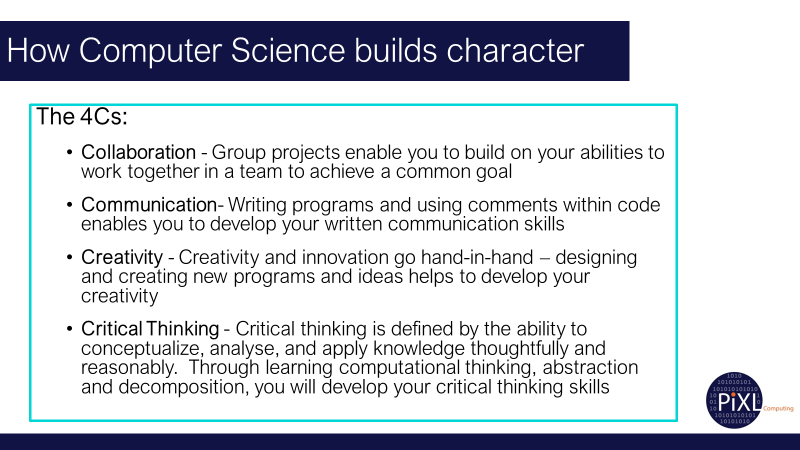 How Computer Science builds character
The 4Cs:
• Collaboration - Group projects enable you to build on your abilities to
work together in a team to achieve a common goal
• Communication- Writing programs and using comments within code
enables you to develop your written communication skills
• Creativity - Creativity and innovation go hand-in-hand – designing
and creating new programs and ideas helps to develop your
creativity
• Critical Thinking - Critical thinking is defined by the ability to
conceptualize, analyse, and apply knowledge thoughtfully and
reasonably.  Through learning computational thinking, abstraction
and decomposition, you will develop your critical thinking skills
PiXL
Computing